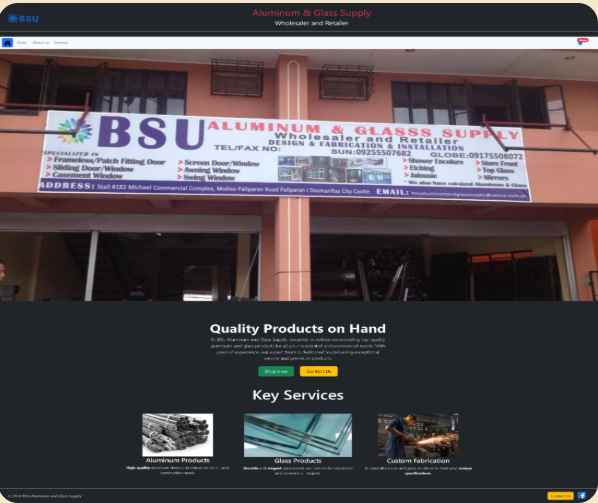 BSU
Aluminum & Glass Supply
Wholesaler and Retailer
Home About us Contact
BSU ALUMINUM & GLASSS SUPPLY
Wholesaler and Retailer
DESIGN & FABRICATION & INSTALLATION
TEL/FAX NO: SUN:09255507682 GLOBE:09175508072
SPECIALIZED IN
> Frameless/Patch Fitting Door
> Sliding Door/Window
> Casement Window
> Screen Door/Window
> Awning Window
> Swing Window
> Shower Enclosure
> Etching
> Jalousie
> Store Front
> Top Glass
> Mirrors
* We also have
Aluminum & Glass
ADDRESS: Stall #182 Michael Commercial Complex, Molino Paliparan Road Paliparan I Dasmariñas City Cavite EMAIL:
Quality Products on Hand
At BSU Aluminum and Glass Supply, we pride ourselves on providing top-quality
aluminum and glass products for all your residential and commercial needs. With
years of experience, our expert team is dedicated to delivering exceptional
service and premium products.
Shop now Contact Us
Key Services
Aluminum Products
High-quality aluminum doors and windows for all your
construction needs.
Glass Products
Durable and elegant glass panels and mirrors for residential
and commercial projects.
Custom Fabrication
aluminum and glass solutions to meet your unique
specifications.
© 2024 BSU Aluminum and Glass Supply
Contact Us